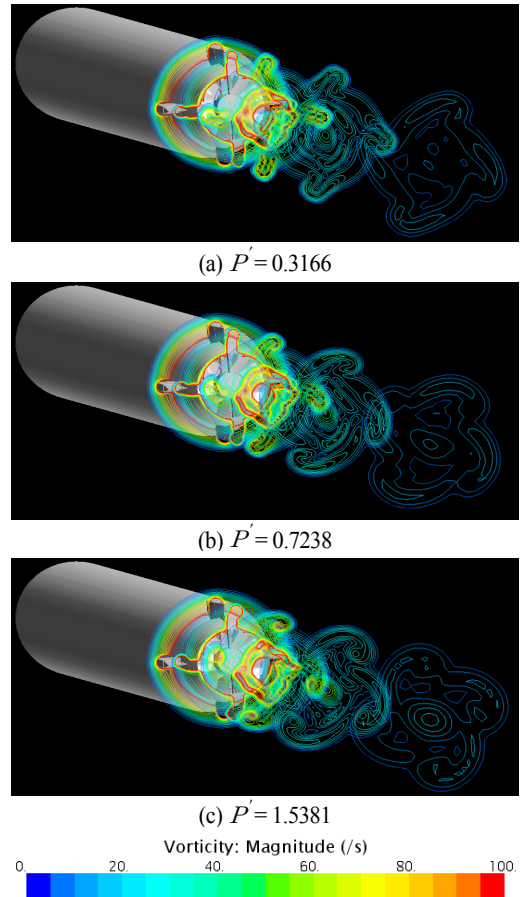 (a) P′ = 0.3166
(b) P′ = 0.7238
(c) P′ = 1.5381
Vorticity: Magnitude (/s)
0. 20. 40. 60. 80. 100.